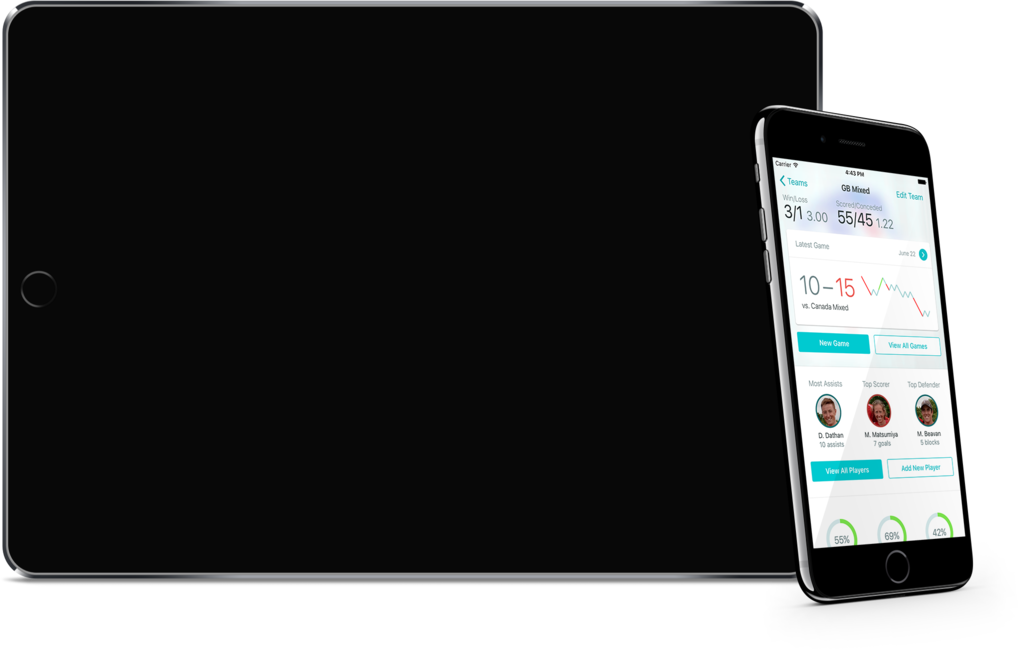 Carrier
4:43 PM
Teams
GB Mixed
Edit Team
Win/Loss
Scored/Conceded
3/1 3.00
55/45 1.22
Latest Game
June 22
10–15
vs. Canada Mixed
New Game
View All Games
Most Assists
Top Scorer
Top Defender
D. Dathan
M. Matsumiya
M. Beavan
10 assists
7 goals
5 blocks
View All Players
Add New Player
55%
69%
42%